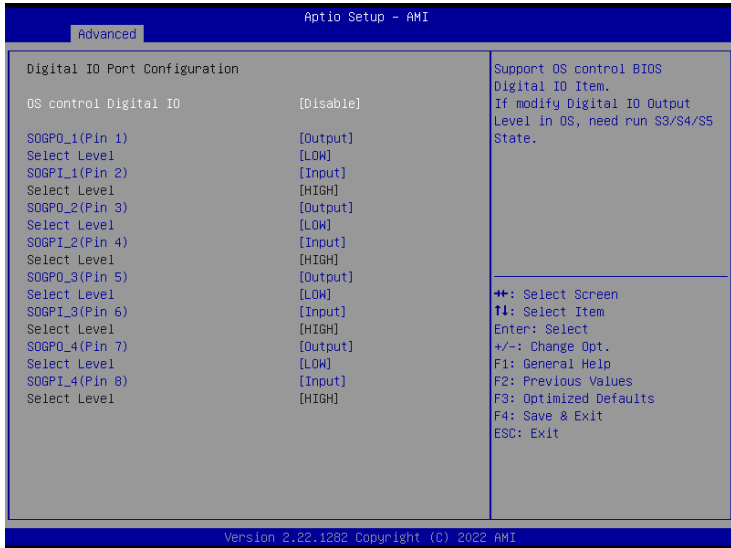 Aptio Setup - AMI
Advanced
Digital IO Port Configuration
OS control Digital IO [Disable]
SOGPO_1(Pin 1) [Output]
Select Level [LOW]
SOGPI_1(Pin 2) [Input]
Select Level [HIGH]
SOGPO_2(Pin 3) [Output]
Select Level [LOW]
SOGPI_2(Pin 4) [Input]
Select Level [HIGH]
SOGPO_3(Pin 5) [Output]
Select Level [LOW]
SOGPI_3(Pin 6) [Input]
Select Level [HIGH]
SOGPO_4(Pin 7) [Output]
Select Level [LOW]
SOGPI_4(Pin 8) [Input]
Select Level [HIGH]
Support OS control BIOS
Digital IO Item.
If modify Digital IO Output
Level in OS, need run S3/S4/S5
State.
→←: Select Screen
↑↓: Select Item
Enter: Select
+/-: Change Opt.
F1: General Help
F2: Previous Values
F3: Optimized Defaults
F4: Save & Exit
ESC: Exit
Version 2.22.1282 Copyright (C) 2022 AMI